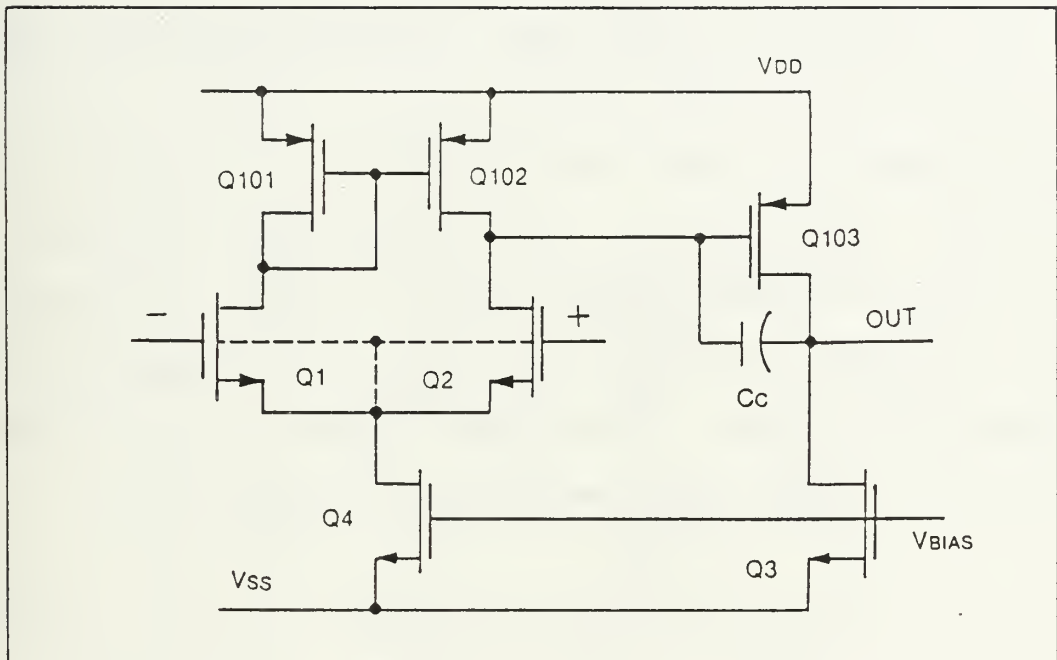 VDD
Q101
Q102
Q103
−
+
OUT
Q1
Q2
Cc
Q4
VBIAS
Q3
VSS